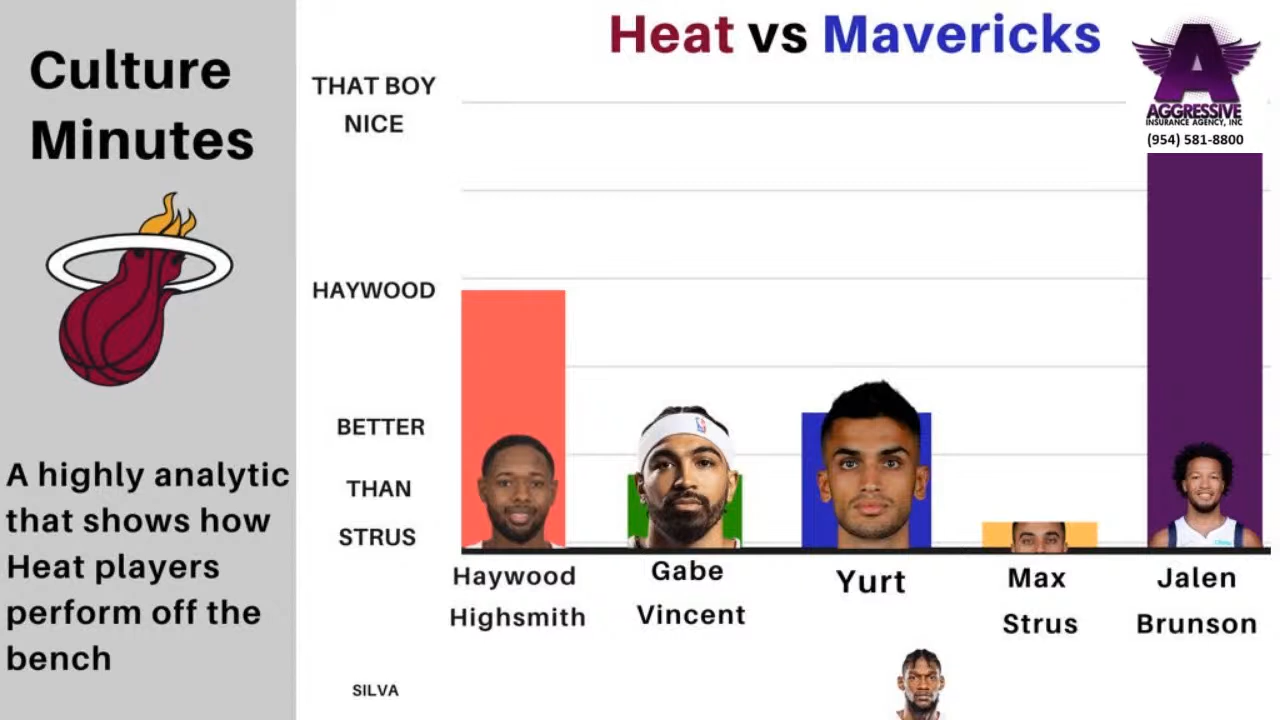 Culture
Minutes
A highly analytic
that shows how
Heat players
perform off the
bench
Heat vs Mavericks
AGGRESSIVE
INSURANCE AGENCY, INC
(954) 581-8800
THAT BOY
NICE
HAYWOOD
BETTER
THAN
STRUS
Haywood
Highsmith
Gabe
Vincent
Yurt
Max
Strus
Jalen
Brunson
SILVA